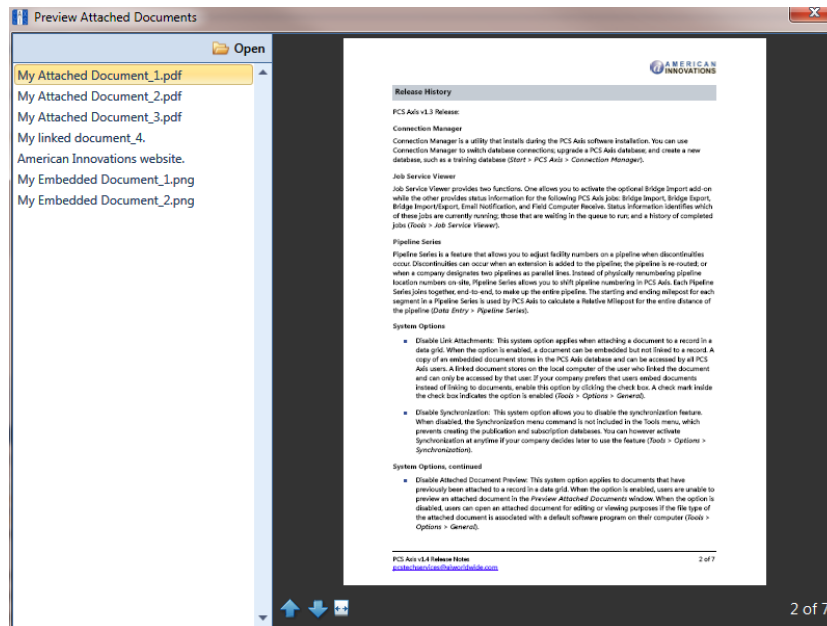 Preview Attached Documents
Open
My Attached Document_1.pdf
My Attached Document_2.pdf
My Attached Document_3.pdf
My linked document_4.
American Innovations website.
My Embedded Document_1.png
My Embedded Document_2.png
AMERICAN
INNOVATIONS
Release History
PCS Axis v1.3 Release:
Connection Manager
Connection Manager is a utility that installs during the PCS Axis software installation. You can use
Connection Manager to switch database connections; upgrade a PCS Axis database; and create a new
database, such as a training database (Start > PCS Axis > Connection Manager).
Job Service Viewer
Job Service Viewer provides two functions. One allows you to activate the optional Bridge Import add-on
while the other provides status information for the following PCS Axis jobs: Bridge Import, Bridge Export,
Bridge Import/Export, Email Notification, and Field Computer Receive. Status information identifies which
of these jobs are currently running; those that are waiting in the queue to run; and a history of completed
jobs (Tools > Job Service Viewer).
Pipeline Series
Pipeline Series is a feature that allows you to adjust facility numbers on a pipeline when discontinuities
occur. Discontinuities can occur when an extension is added to the pipeline; the pipeline is re-routed; or
when a company designates two pipelines as parallel lines. Instead of physically renumbering pipeline
location numbers on-site, Pipeline Series allows you to shift pipeline numbering in PCS Axis. Each Pipeline
Series joins together, end-to-end, to make up the entire pipeline. The starting and ending milepost for each
segment in a Pipeline Series is used by PCS Axis to calculate a Relative Milepost for the entire distance of
the pipeline (Data Entry > Pipeline Series).
System Options
Disable Link Attachments: This system option applies when attaching a document to a record in a
data grid. When the option is enabled, a document can be embedded but not linked to a record. A
copy of an embedded document stores in the PCS Axis database and can be accessed by all PCS
Axis users. A linked document stores on the local computer of the user who linked the document
and can only be accessed by that user. If your company prefers that users embed documents
instead of linking to documents, enable this option by clicking the check box. A check mark inside
the check box indicates the option is enabled (Tools > Options > General).
Disable Synchronization: This system option allows you to disable the synchronization feature.
When disabled, the Synchronization menu command is not included in the Tools menu, which
prevents creating the publication and subscription databases. You can however activate
Synchronization at anytime if your company decides later to use the feature (Tools > Options >
Synchronization).
System Options, continued
Disable Attached Document Preview: This system option applies to documents that have
previously been attached to a record in a data grid. When the option is enabled, users are unable to
preview an attached document in the Preview Attached Documents window. When the option is
disabled, users can open an attached document for editing or viewing purposes if the file type of
the attached document is associated with a default software program on their computer (Tools >
Options > General).
PCS Axis v1.4 Release Notes 2 of 7
pcstechservices@aiworldwide.com
2 of 7